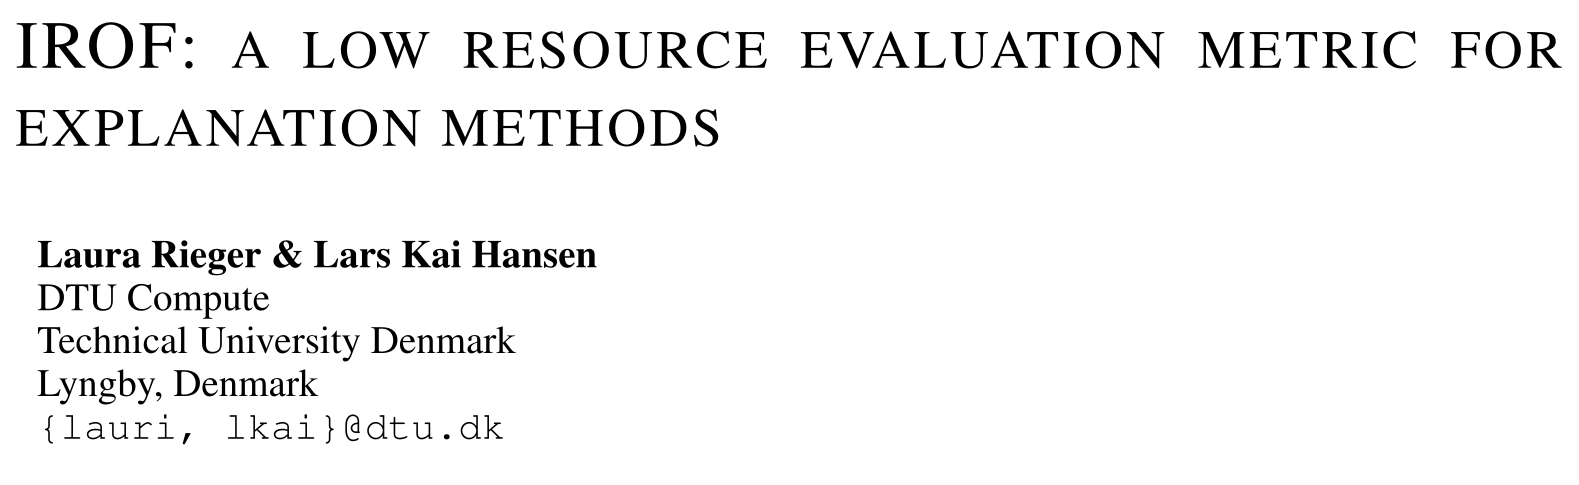 IROF: A LOW RESOURCE EVALUATION METRIC FOR
EXPLANATION METHODS
Laura Rieger & Lars Kai Hansen
DTU Compute
Technical University Denmark
Lyngby, Denmark
{lauri, lkai}@dtu.dk